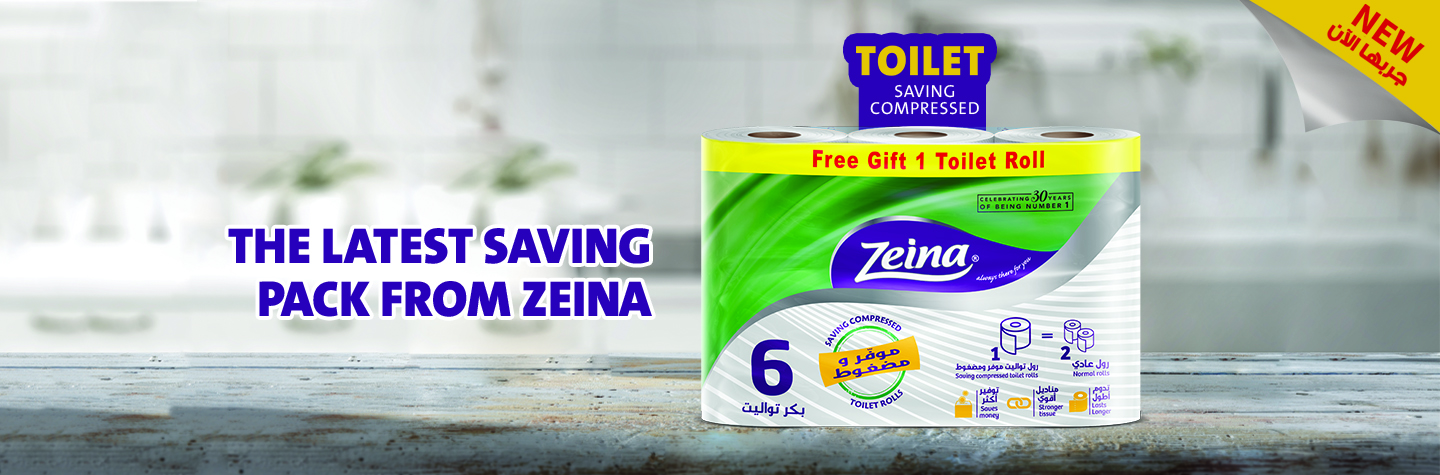 NEW
جربها الآن
TOILET
SAVING
COMPRESSED
Free Gift 1 Toilet Roll
CELEBRATING 30 YEARS
OF BEING NUMBER 1
Zeina®
always there for you
THE LATEST SAVING
PACK FROM ZEINA
6
بكر تواليت
SAVING COMPRESSED
موفّر و
مضغوط
TOILET ROLLS
1 = 2
رول تواليت موفر ومضغوط
Saving compressed toilet rolls
رول عادي
Normal rolls
توفير
أكثر
Saves
money
مناديل
أقوى
Stronger
tissue
تدوم
أطول
Lasts
Longer